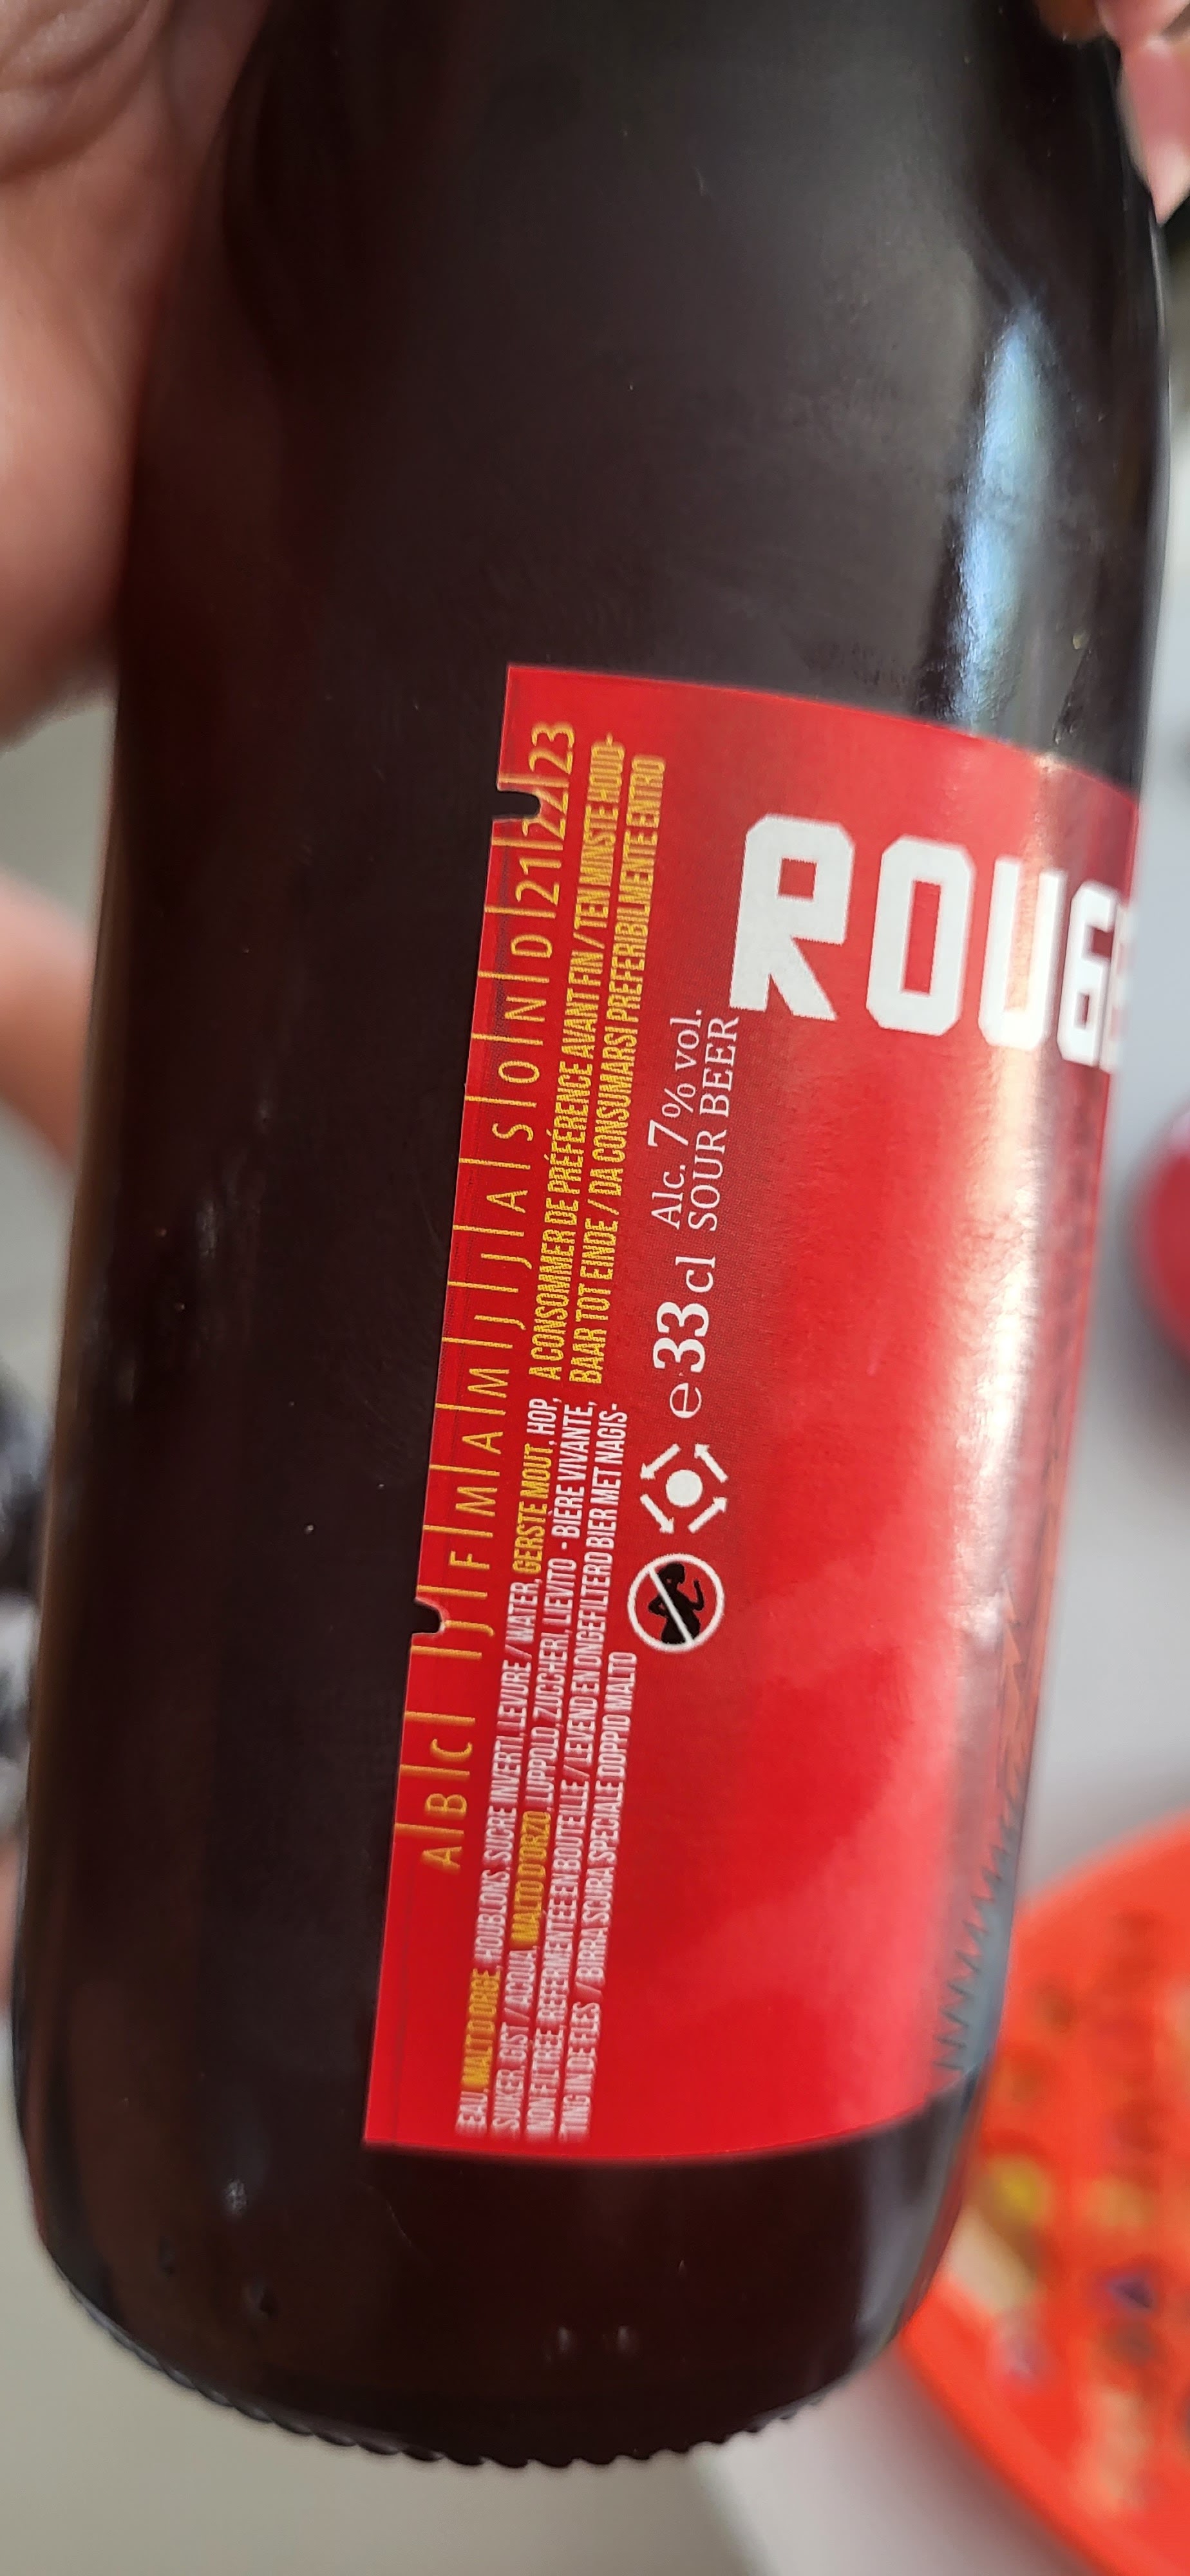 A|B|C| |J|F|M|A|M|J|J|A|S|O|N|D|21|22|23
EAU, MALT D'ORGE, HOUBLONS, SUCRE INVERTI, LEVURE / WATER, GERSTE MOUT, HOP,
SUIKER, GIST / ACQUA, MALTO D'ORZO, LUPPOLO, ZUCCHERI, LIEVITO - BIÈRE VIVANTE,
NON FILTRÉE, REFERMENTÉE EN BOUTEILLE / LEVEND EN ONGEFILTERD BIER MET NAGIS-
TING IN DE FLES / BIRRA SCURA SPECIALE DOPPIO MALTO
A CONSOMMER DE PRÉFÉRENCE AVANT FIN / TEN MINSTE HOUD-
BAAR TOT EINDE / DA CONSUMARSI PREFERIBILMENTE ENTRO
e 33 cl
Alc. 7% vol.
SOUR BEER
ROUGE